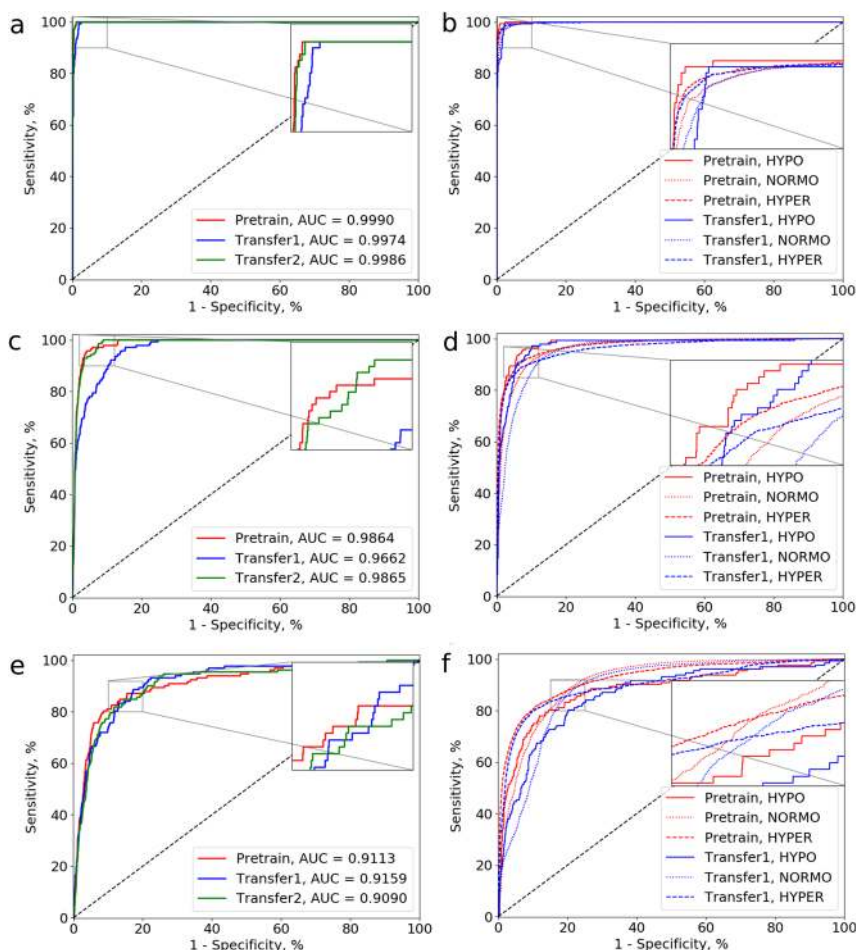 a
Sensitivity, %
100
80
60
40
20
0
Pretrain, AUC = 0.9990
Transfer1, AUC = 0.9974
Transfer2, AUC = 0.9986
0 20 40 60 80 100
1 - Specificity, %
b
Sensitivity, %
100
80
60
40
20
0
Pretrain, HYPO
Pretrain, NORMO
Pretrain, HYPER
Transfer1, HYPO
Transfer1, NORMO
Transfer1, HYPER
0 20 40 60 80 100
1 - Specificity, %
c
Sensitivity, %
100
80
60
40
20
0
Pretrain, AUC = 0.9864
Transfer1, AUC = 0.9662
Transfer2, AUC = 0.9865
0 20 40 60 80 100
1 - Specificity, %
d
Sensitivity, %
100
80
60
40
20
0
Pretrain, HYPO
Pretrain, NORMO
Pretrain, HYPER
Transfer1, HYPO
Transfer1, NORMO
Transfer1, HYPER
0 20 40 60 80 100
1 - Specificity, %
e
Sensitivity, %
100
80
60
40
20
0
Pretrain, AUC = 0.9113
Transfer1, AUC = 0.9159
Transfer2, AUC = 0.9090
0 20 40 60 80 100
1 - Specificity, %
f
Sensitivity, %
100
80
60
40
20
0
Pretrain, HYPO
Pretrain, NORMO
Pretrain, HYPER
Transfer1, HYPO
Transfer1, NORMO
Transfer1, HYPER
0 20 40 60 80 100
1 - Specificity, %